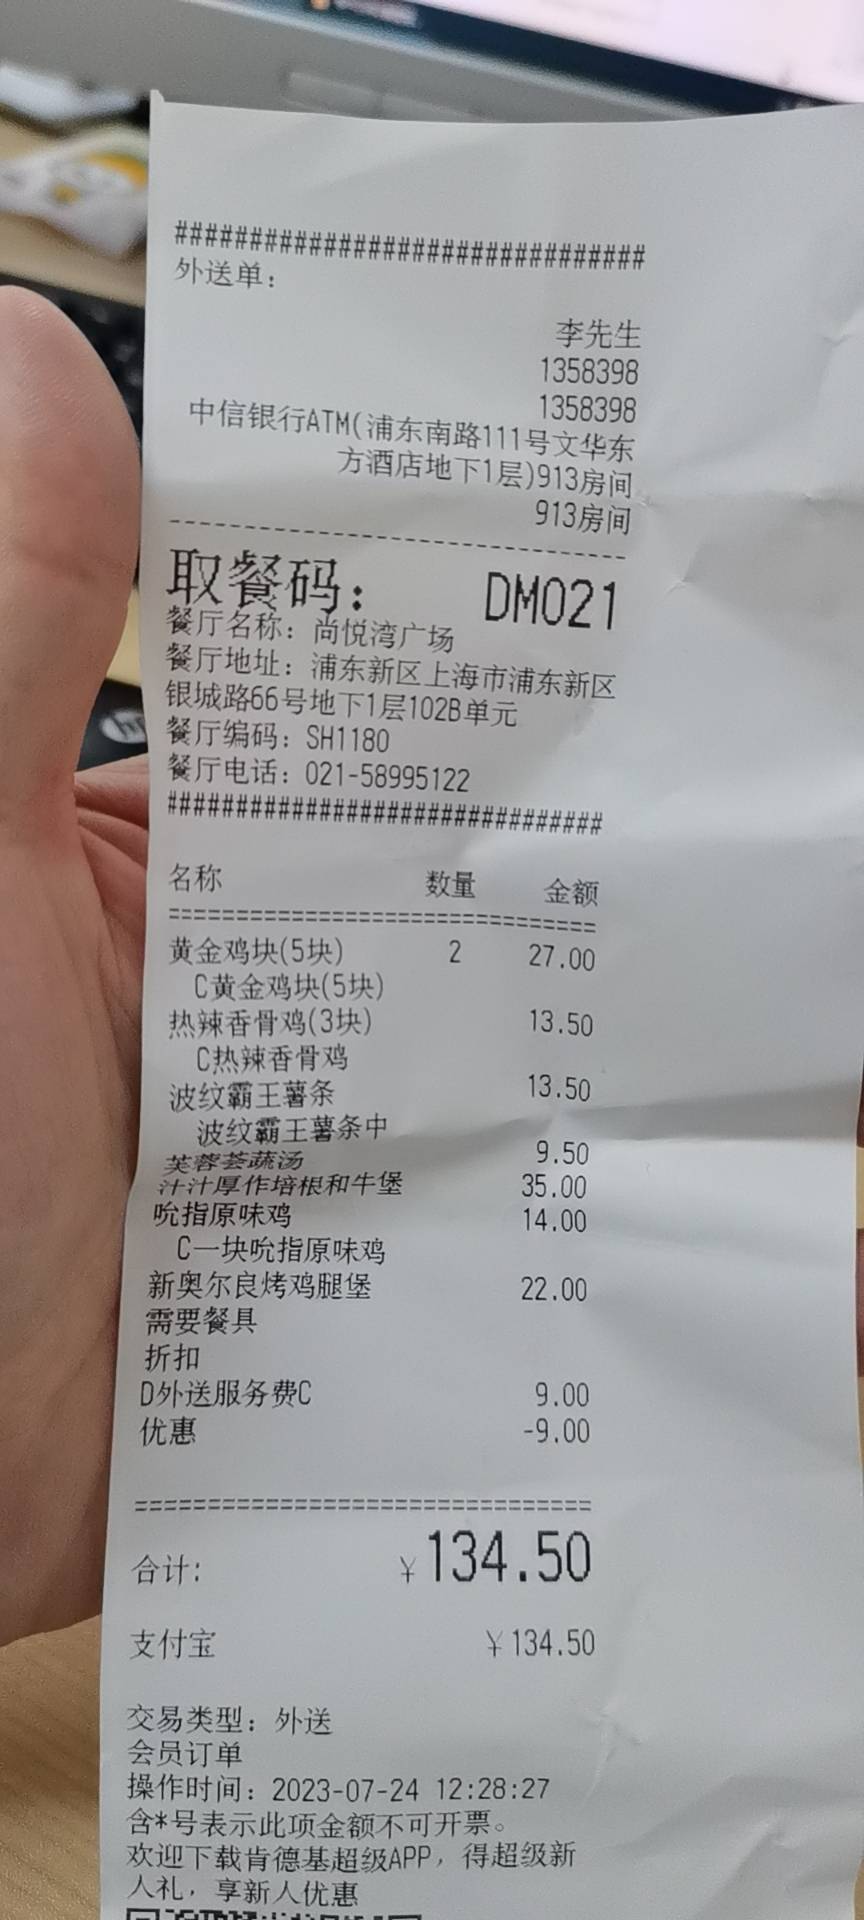 ################################
外送单：
李先生
1358398
1358398
中信银行ATM(浦东南路111号文华东
方酒店地下1层)913房间
913房间
--------------------------------
取餐码： DM021
餐厅名称：尚悦湾广场
餐厅地址：浦东新区上海市浦东新区
银城路66号地下1层102B单元
餐厅编码：SH1180
餐厅电话：021-58995122
################################
名称 数量 金额
================================
黄金鸡块(5块) 2 27.00
C黄金鸡块(5块)
热辣香骨鸡(3块) 13.50
C热辣香骨鸡
波纹霸王薯条 13.50
波纹霸王薯条中
芙蓉荟蔬汤 9.50
汁汁厚作培根和牛堡 35.00
吮指原味鸡 14.00
C一块吮指原味鸡
新奥尔良烤鸡腿堡 22.00
需要餐具
折扣
D外送服务费C 9.00
优惠 -9.00
================================
合计： ￥134.50
支付宝 ￥134.50
交易类型：外送
会员订单
操作时间：2023-07-24 12:28:27
含*号表示此项金额不可开票。
欢迎下载肯德基超级APP，得超级新
人礼，享新人优惠
hp